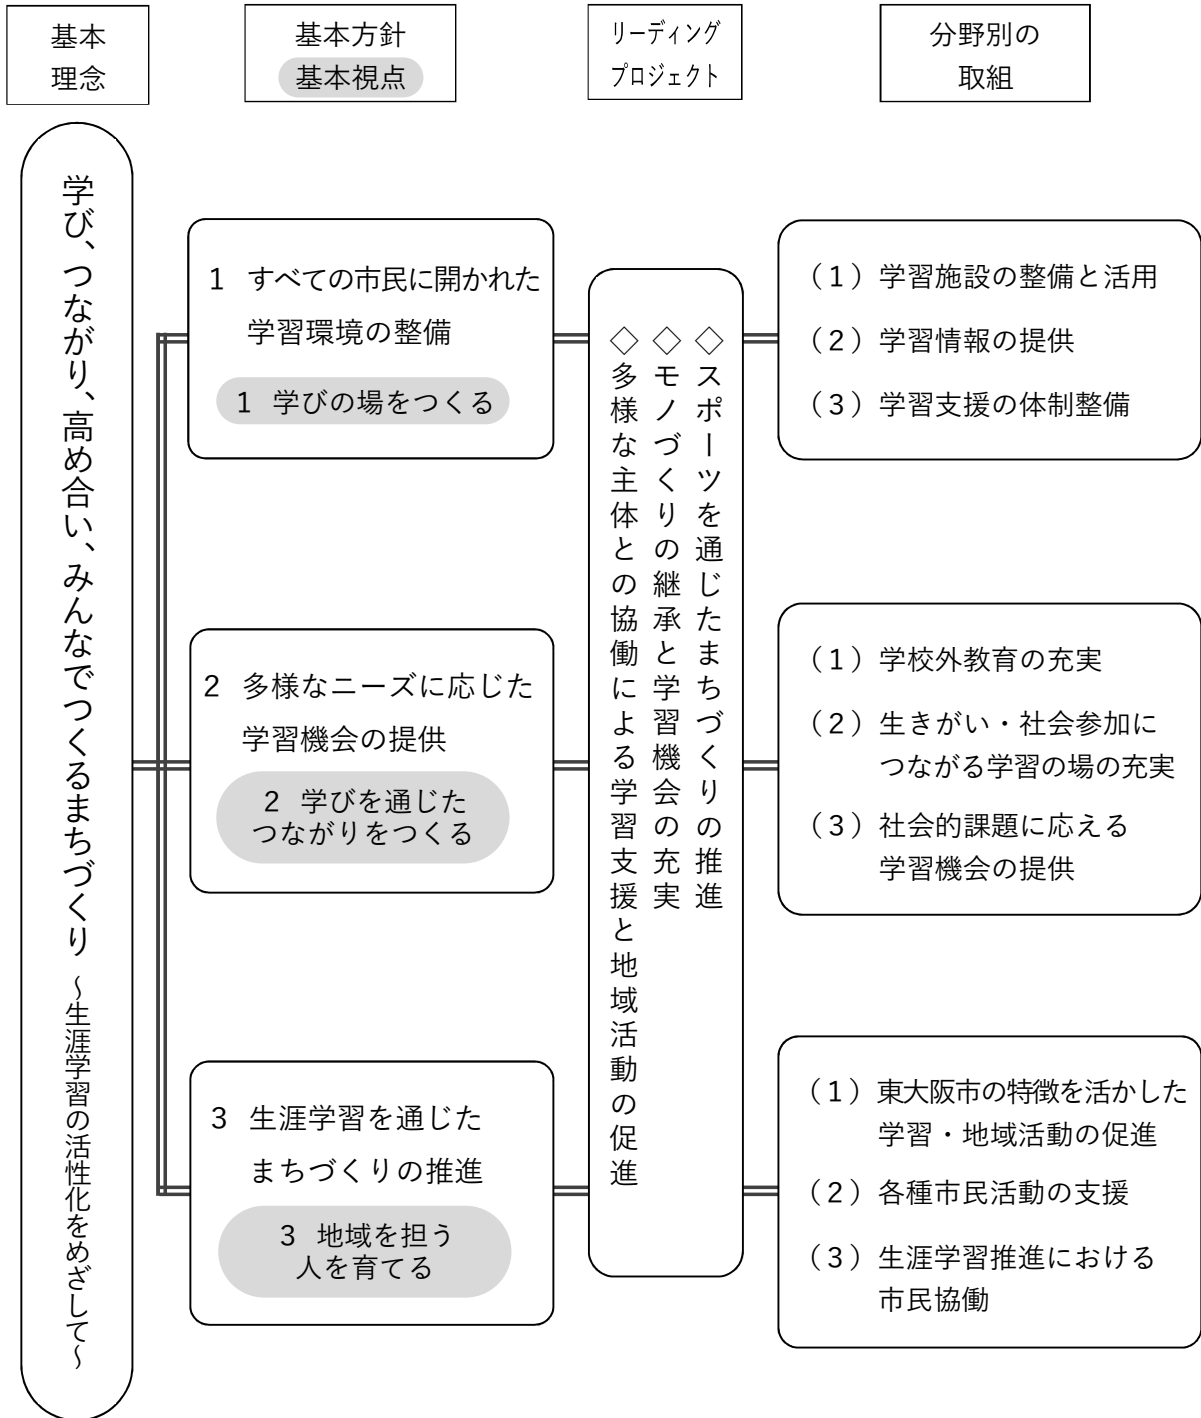 基本
理念
基本方針
基本視点
リーディング
プロジェクト
分野別の
取組
学び、つながり、高め合い、みんなでつくるまちづくり ～生涯学習の活性化をめざして～
1 すべての市民に開かれた
学習環境の整備
1 学びの場をつくる
2 多様なニーズに応じた
学習機会の提供
2 学びを通じた
つながりをつくる
3 生涯学習を通じた
まちづくりの推進
3 地域を担う
人を育てる
◇スポーツを通じたまちづくりの推進
◇モノづくりの継承と学習機会の充実
◇多様な主体との協働による学習支援と地域活動の促進
（1）学習施設の整備と活用
（2）学習情報の提供
（3）学習支援の体制整備
（1）学校外教育の充実
（2）生きがい・社会参加に
つながる学習の場の充実
（3）社会的課題に応える
学習機会の提供
（1）東大阪市の特徴を活かした
学習・地域活動の促進
（2）各種市民活動の支援
（3）生涯学習推進における
市民協働